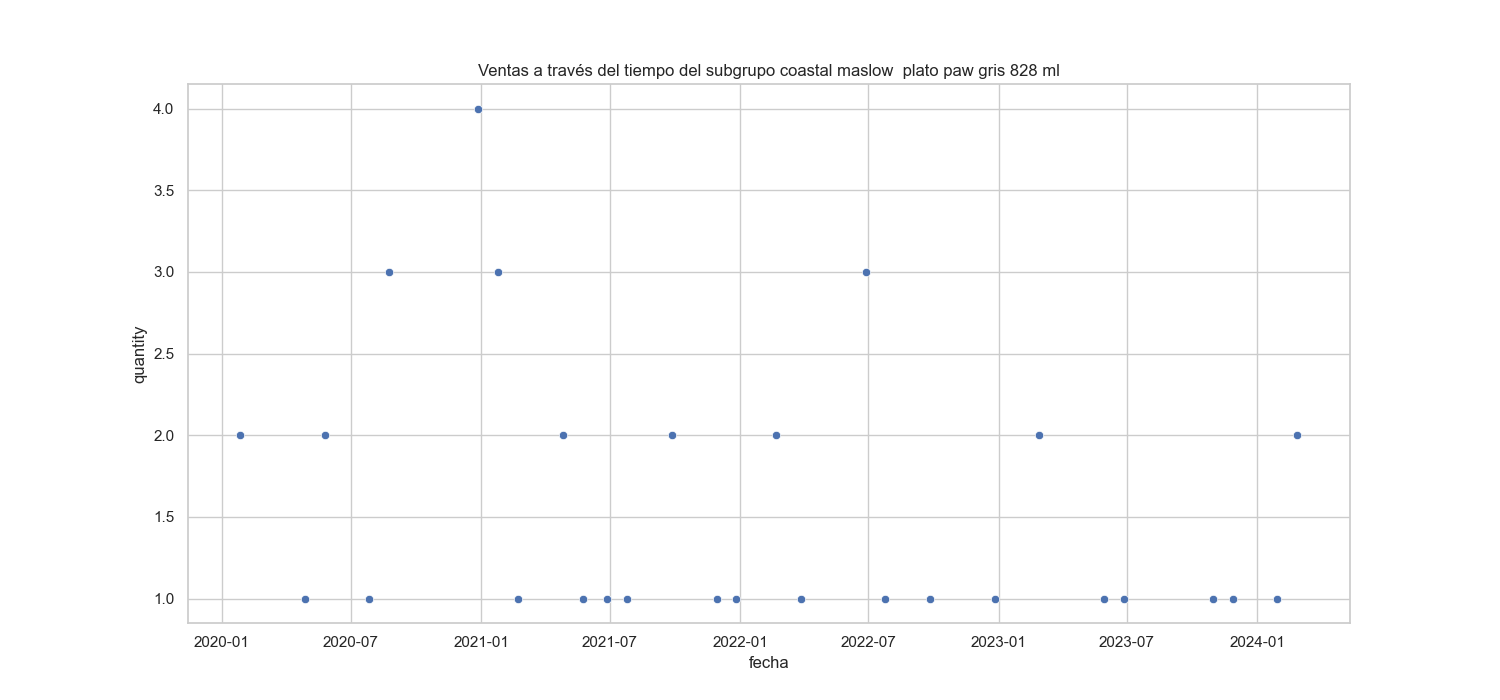 Ventas a través del tiempo del subgrupo coastal maslow  plato paw gris 828 ml
4.0
3.5
3.0
2.5
2.0
1.5
1.0
quantity
2020-01 2020-07 2021-01 2021-07 2022-01 2022-07 2023-01 2023-07 2024-01
fecha